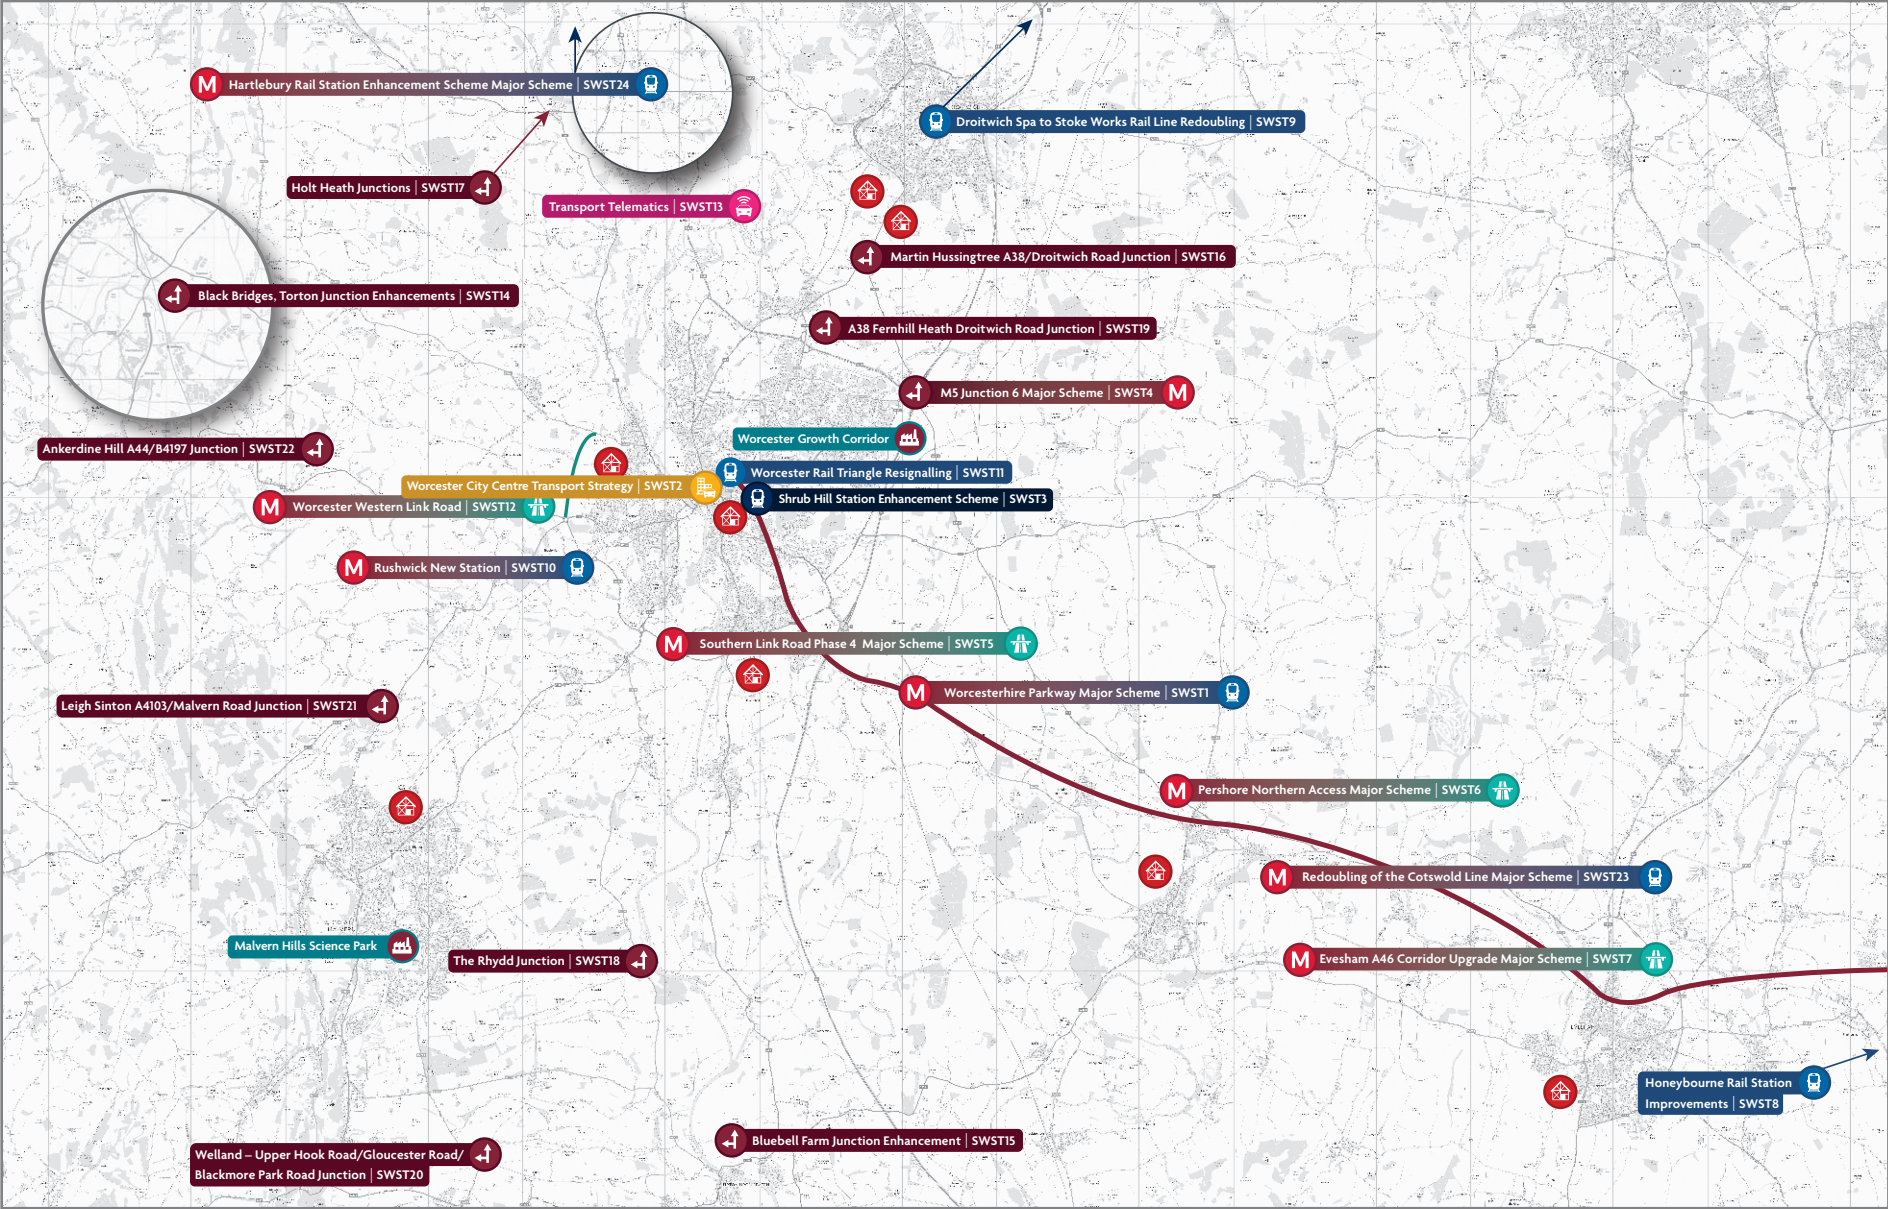 M Hartlebury Rail Station Enhancement Scheme Major Scheme | SWST24
Droitwich Spa to Stoke Works Rail Line Redoubling | SWST9
Holt Heath Junctions | SWST17
Transport Telematics | SWST13
Martin Hussingtree A38/Droitwich Road Junction | SWST16
Black Bridges, Torton Junction Enhancements | SWST14
A38 Fernhill Heath Droitwich Road Junction | SWST19
M5 Junction 6 Major Scheme | SWST4 M
Worcester Growth Corridor
Ankerdine Hill A44/B4197 Junction | SWST22
Worcester Rail Triangle Resignalling | SWST11
Worcester City Centre Transport Strategy | SWST2
Shrub Hill Station Enhancement Scheme | SWST3
M Worcester Western Link Road | SWST12
M Rushwick New Station | SWST10
M Southern Link Road Phase 4 Major Scheme | SWST5
M Worcesterhire Parkway Major Scheme | SWST1
Leigh Sinton A4103/Malvern Road Junction | SWST21
M Pershore Northern Access Major Scheme | SWST6
M Redoubling of the Cotswold Line Major Scheme | SWST23
Malvern Hills Science Park
The Rhydd Junction | SWST18
M Evesham A46 Corridor Upgrade Major Scheme | SWST7
Honeybourne Rail Station
Improvements | SWST8
Bluebell Farm Junction Enhancement | SWST15
Welland – Upper Hook Road/Gloucester Road/
Blackmore Park Road Junction | SWST20